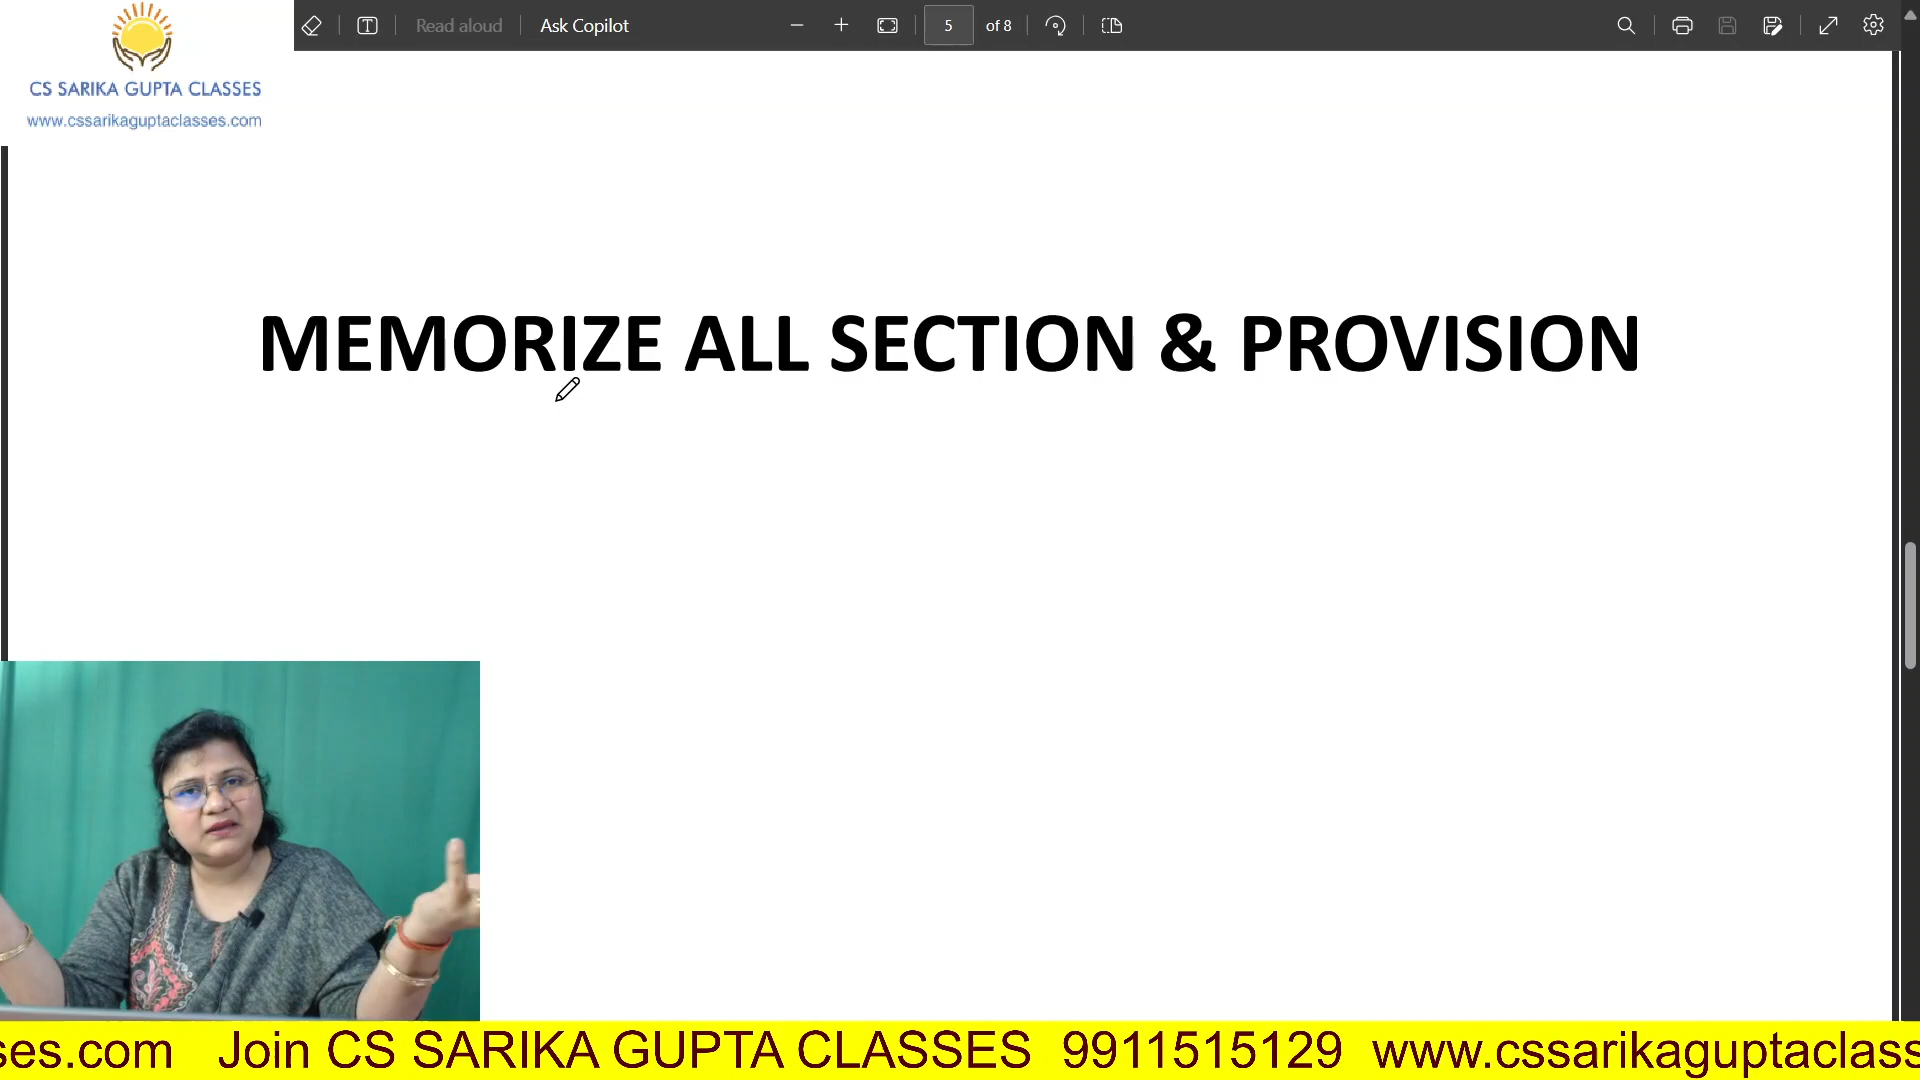 Read aloud
Ask Copilot
5 of 8
CS SARIKA GUPTA CLASSES
www.cssarikaguptaclasses.com
MEMORIZE ALL SECTION & PROVISION
ses.com Join CS SARIKA GUPTA CLASSES 9911515129 www.cssarikaguptaclass